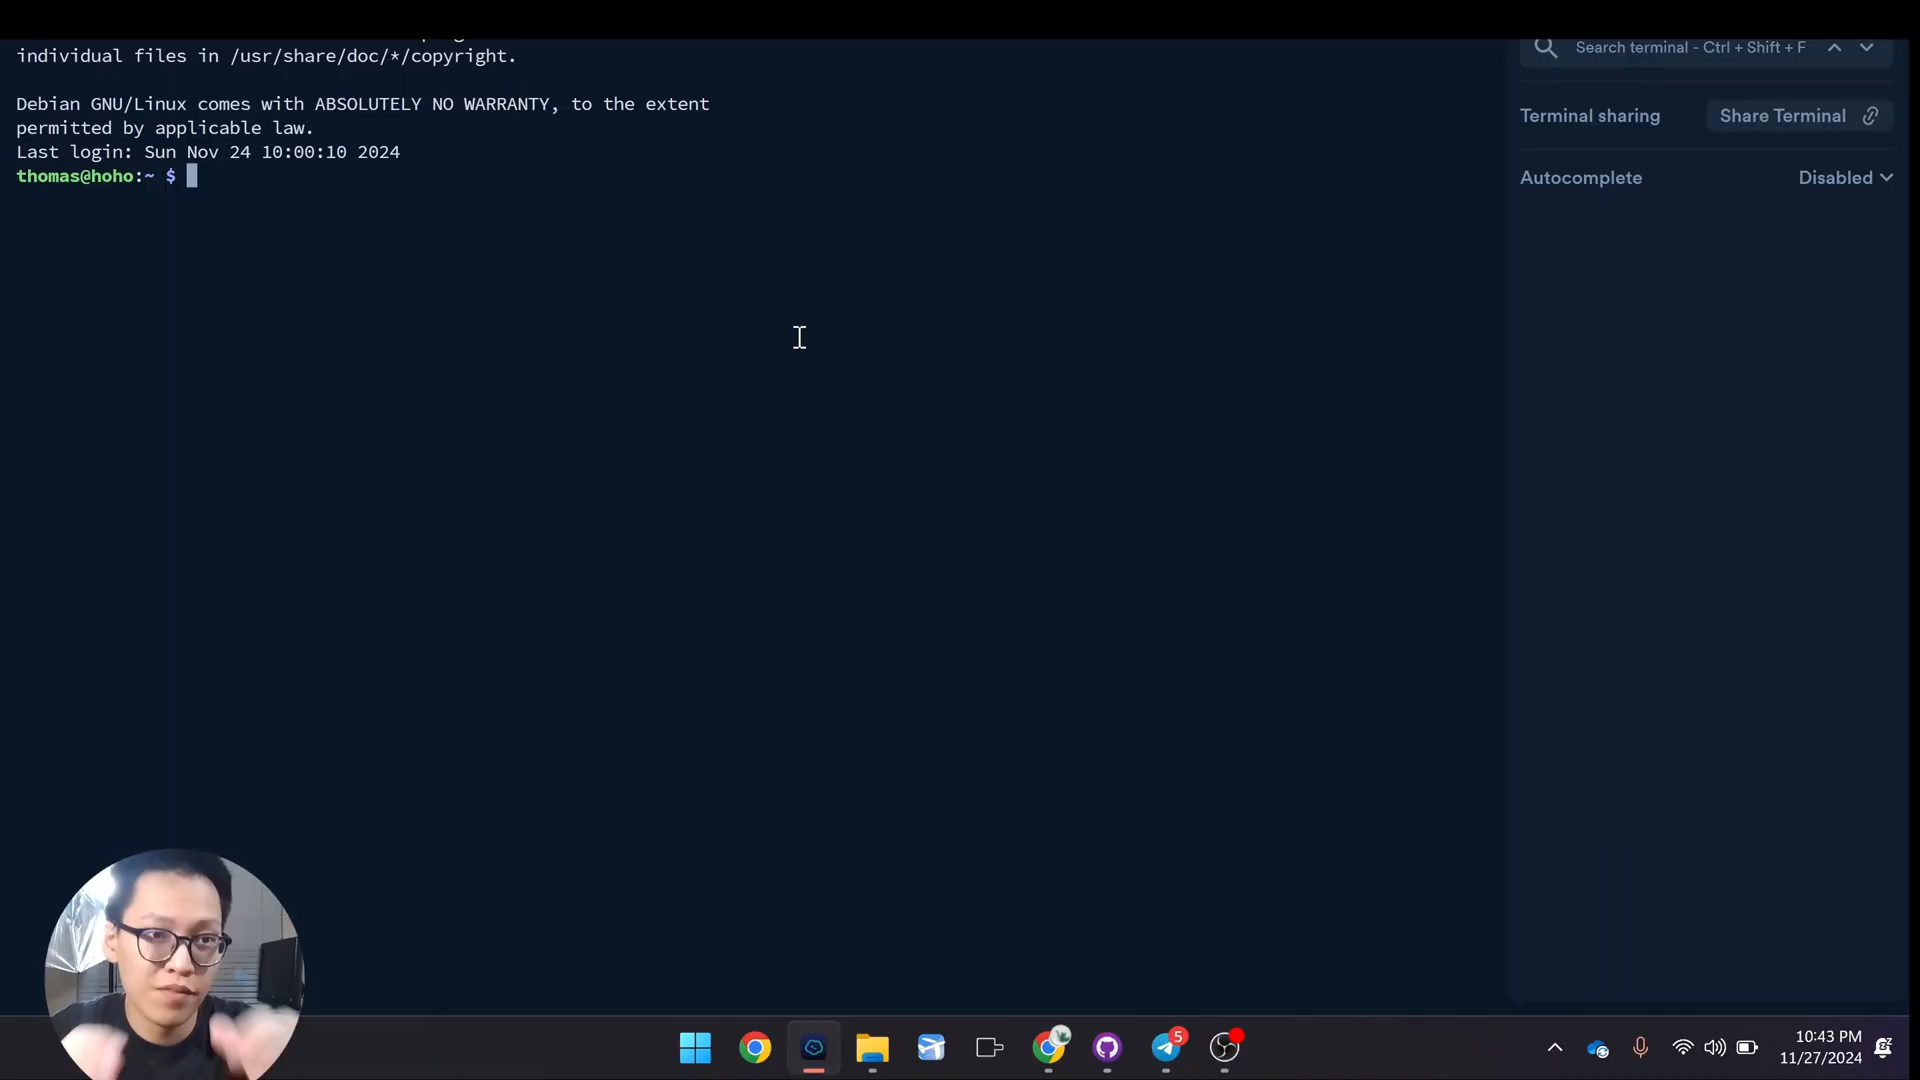 individual files in /usr/share/doc/*/copyright.
Debian GNU/Linux comes with ABSOLUTELY NO WARRANTY, to the extent
permitted by applicable law.
Last login: Sun Nov 24 10:00:10 2024
thomas@hoho:~ $
Search terminal - Ctrl + Shift + F
Terminal sharing
Share Terminal
Autocomplete
Disabled
5
10:43 PM
11/27/2024